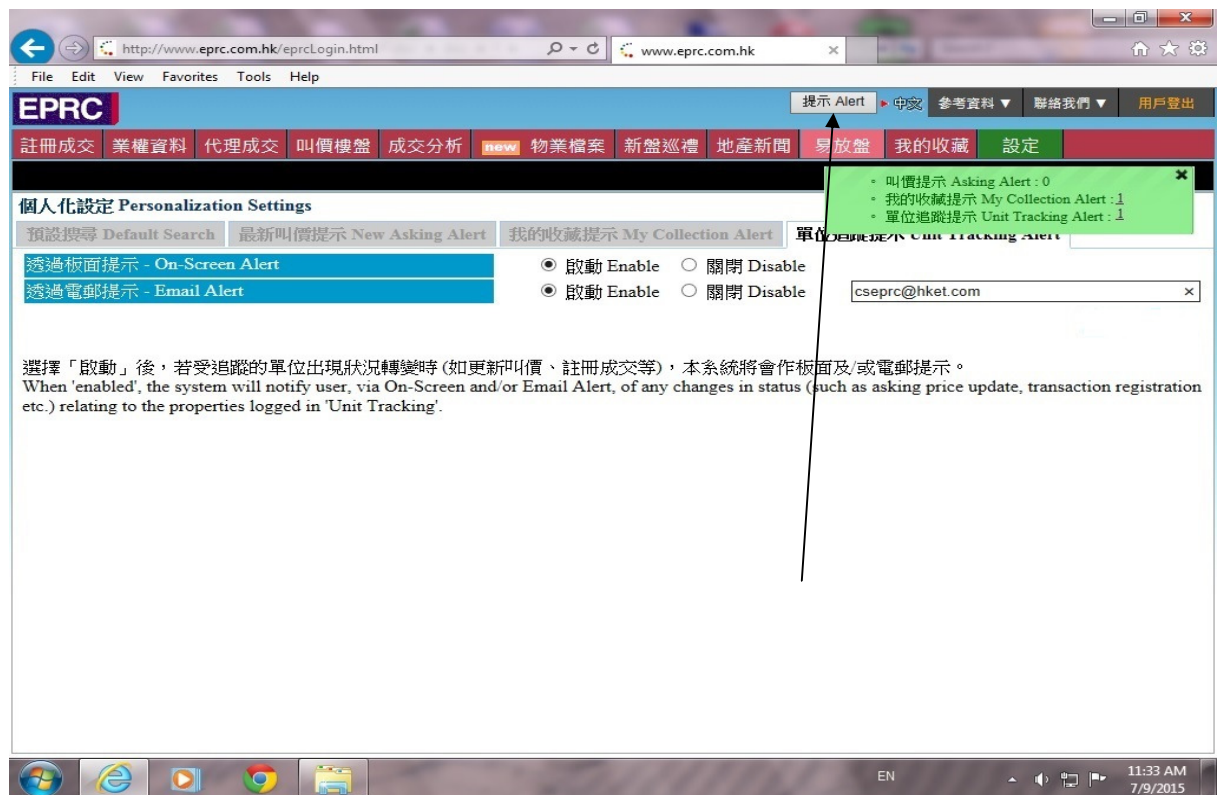 http://www.eprc.com.hk/eprcLogin.html
www.eprc.com.hk
File Edit View Favorites Tools Help
EPRC
提示 Alert 中文 參考資料 ▼ 聯絡我們 ▼ 用戶登出
註冊成交 業權資料 代理成交 叫價樓盤 成交分析 new 物業檔案 新盤巡禮 地產新聞 易放盤 我的收藏 設定
叫價提示 Asking Alert : 0
我的收藏提示 My Collection Alert : 1
單位追蹤提示 Unit Tracking Alert : 1
個人化設定 Personalization Settings
預設搜尋 Default Search 最新叫價提示 New Asking Alert 我的收藏提示 My Collection Alert 單位追蹤提示 Unit Tracking Alert
透過板面提示 - On-Screen Alert 啟動 Enable 關閉 Disable
透過電郵提示 - Email Alert 啟動 Enable 關閉 Disable cseprc@hket.com
選擇「啟動」後，若受追蹤的單位出現狀況轉變時 (如更新叫價、註冊成交等)，本系統將會作板面及/或電郵提示。
When 'enabled', the system will notify user, via On-Screen and/or Email Alert, of any changes in status (such as asking price update, transaction registration
etc.) relating to the properties logged in 'Unit Tracking'.
EN
11:33 AM
7/9/2015